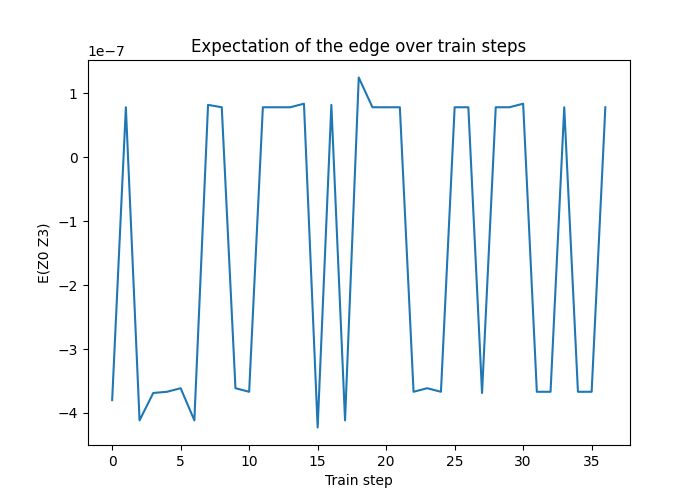 Expectation of the edge over train steps
1e−7
1
0
−1
−2
−3
−4
E(Z0 Z3)
0 5 10 15 20 25 30 35
Train step